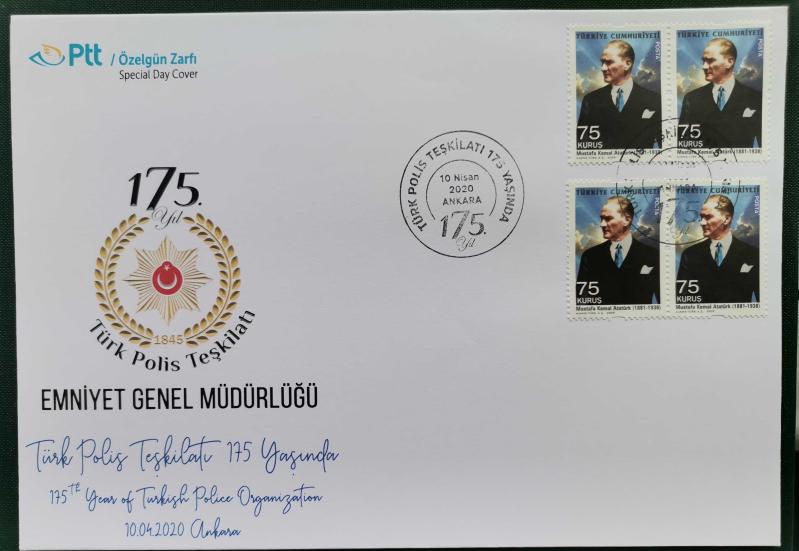 Ptt / Özelgün Zarfı
Special Day Cover
TÜRKİYE CUMHURİYETİ
POSTA
75
KURUŞ
Mustafa Kemal Atatürk (1881-1938)
TÜRKİYE CUMHURİYETİ
POSTA
75
KURUŞ
Mustafa Kemal Atatürk (1881-1938)
TÜRKİYE CUMHURİYETİ
POSTA
75
KURUŞ
Mustafa Kemal Atatürk (1881-1938)
TÜRKİYE CUMHURİYETİ
POSTA
75
KURUŞ
Mustafa Kemal Atatürk (1881-1938)
TÜRK POLİS TEŞKİLATI 175 YAŞINDA
10 Nisan
2020
ANKARA
175.
Yıl
175.
Yıl
1845
Türk Polis Teşkilatı
EMNİYET GENEL MÜDÜRLÜĞÜ
Türk Polis Teşkilatı 175 Yaşında
175TH Year of Turkish Police Organization
10.04.2020 Ankara